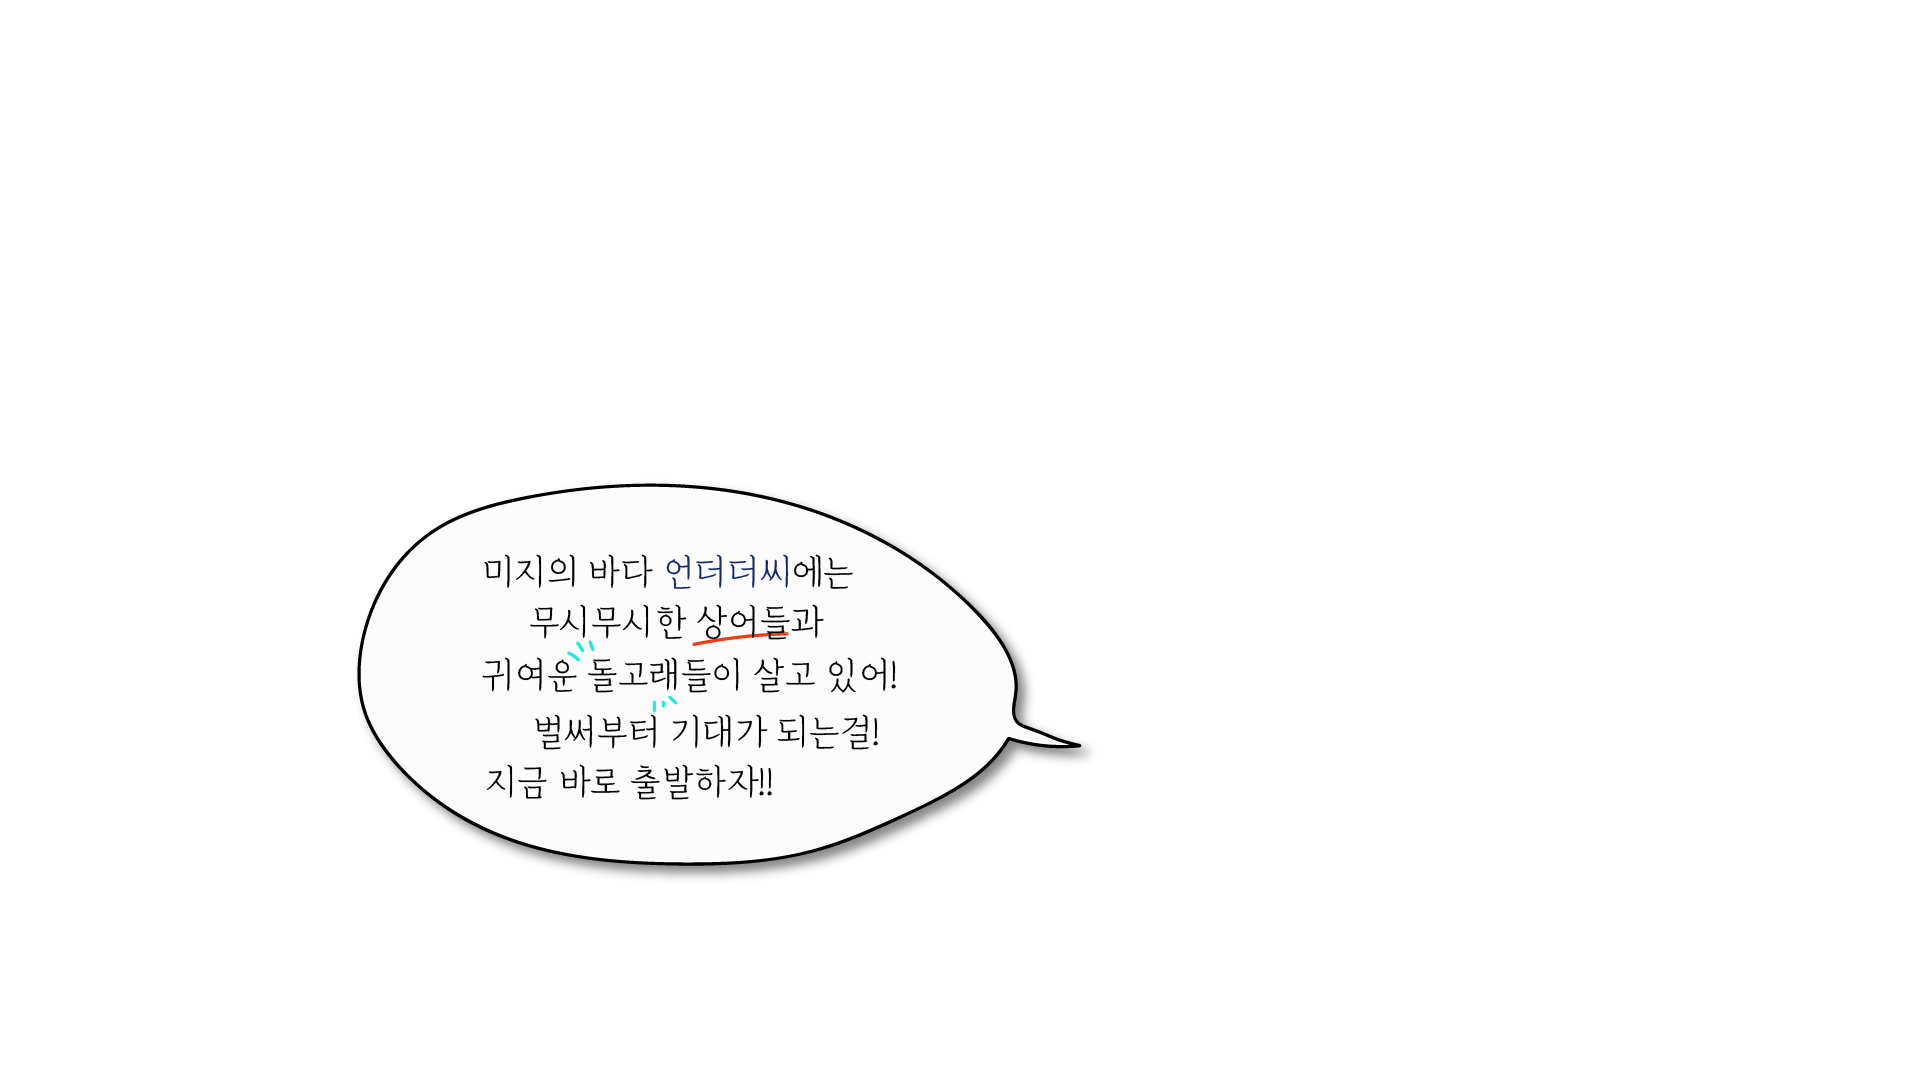 미지의 바다 언더더씨에는
무시무시한 상어들과
귀여운 돌고래들이 살고 있어!
벌써부터 기대가 되는걸!
지금 바로 출발하자!!